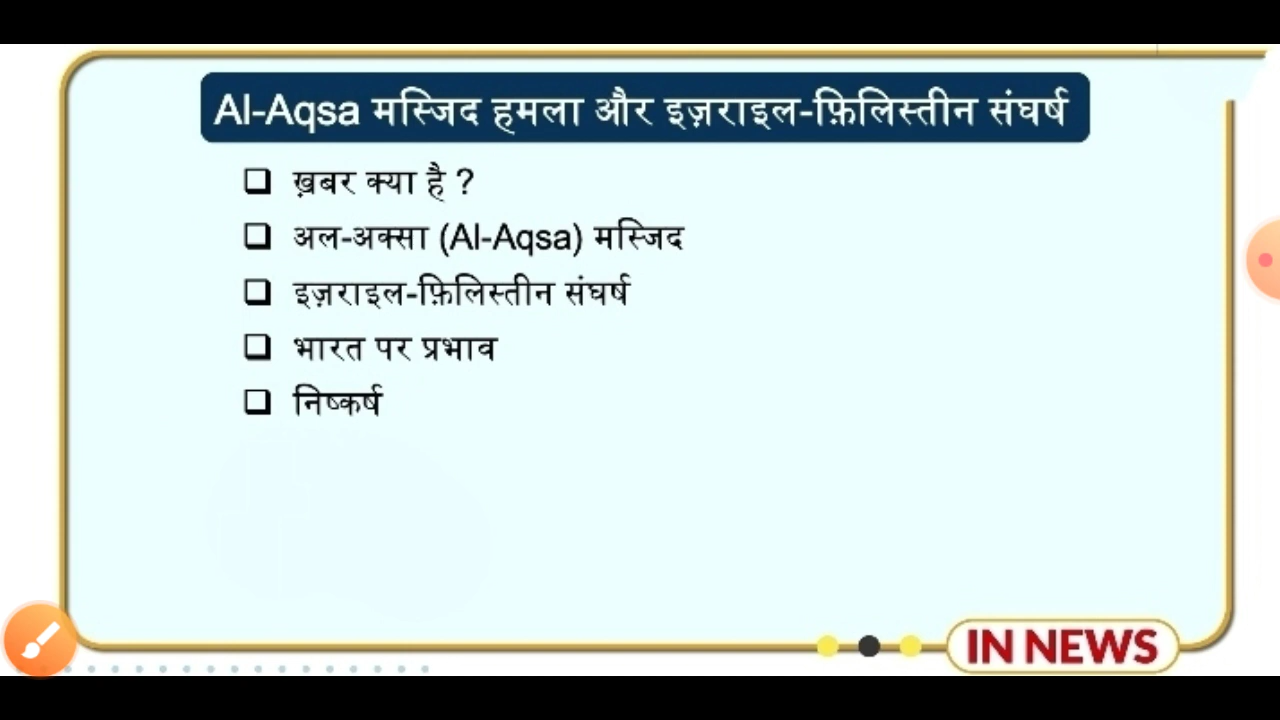 Al-Aqsa मस्जिद हमला और इज़राइल-फ़िलिस्तीन संघर्ष
ख़बर क्या है ?
अल-अक्सा (Al-Aqsa) मस्जिद
इज़राइल-फ़िलिस्तीन संघर्ष
भारत पर प्रभाव
निष्कर्ष
IN NEWS